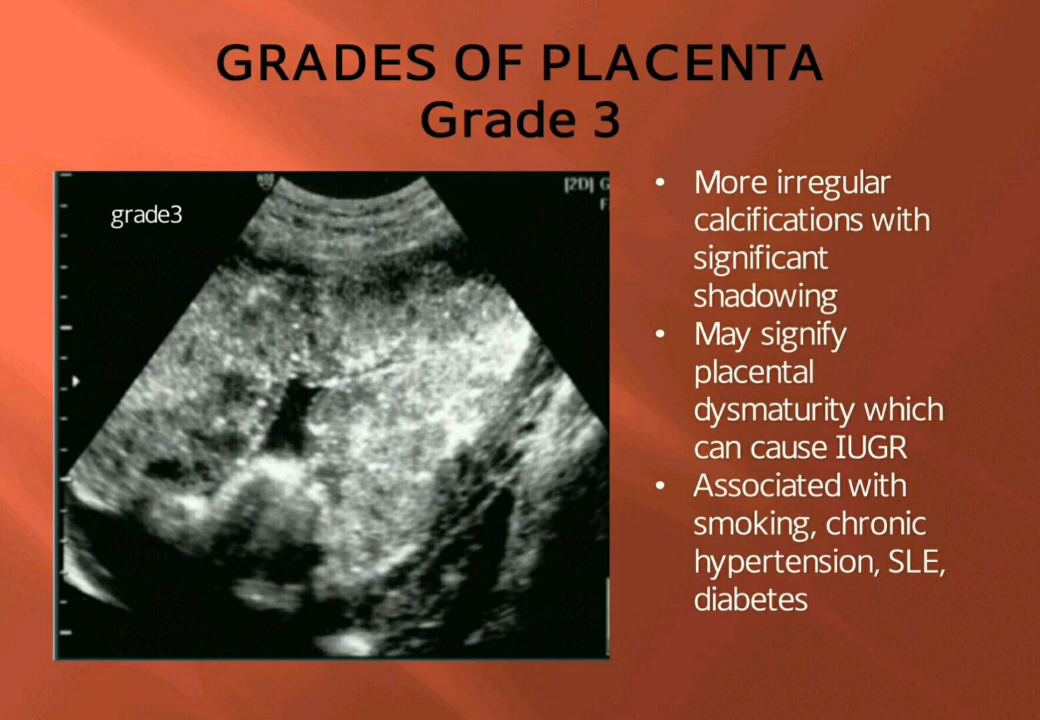 GRADES OF PLACENTA
Grade 3
grade3
[2D] G
F
• More irregular
calcifications with
significant
shadowing
• May signify
placental
dysmaturity which
can cause IUGR
• Associated with
smoking, chronic
hypertension, SLE,
diabetes